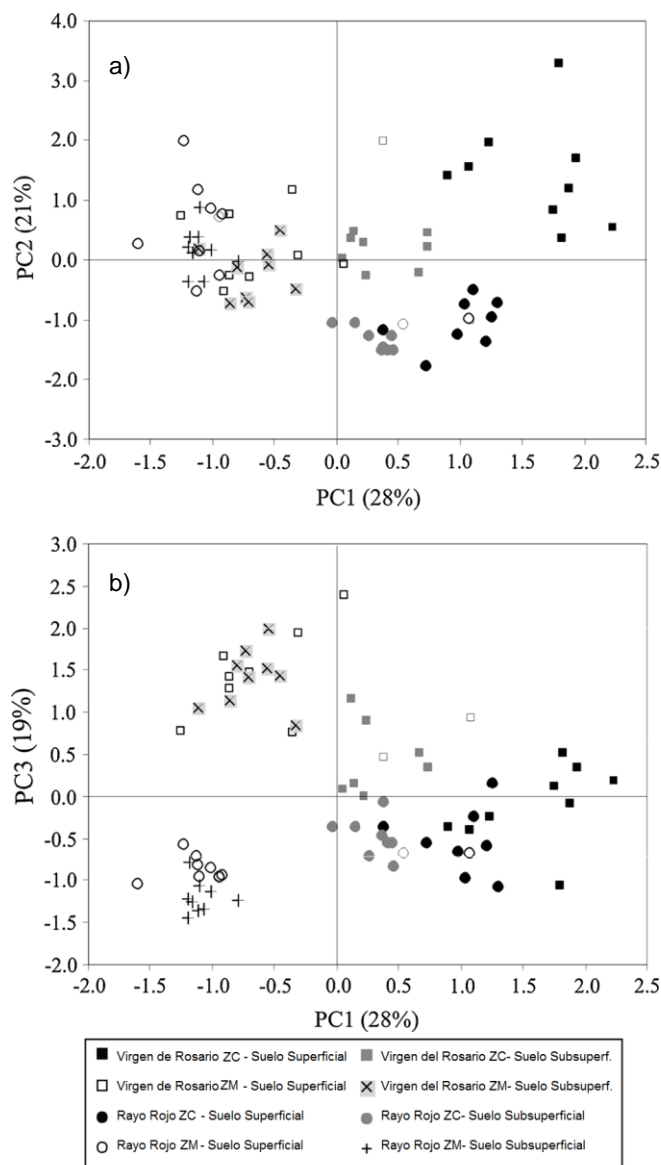 a)
4.0
3.0
2.0
1.0
0.0
-1.0
-2.0
-3.0
PC2 (21%)
-2.0 -1.5 -1.0 -0.5 0.0 0.5 1.0 1.5 2.0 2.5
PC1 (28%)
b)
3.0
2.5
2.0
1.5
1.0
0.5
0.0
-0.5
-1.0
-1.5
-2.0
PC3 (19%)
-2.0 -1.5 -1.0 -0.5 0.0 0.5 1.0 1.5 2.0 2.5
PC1 (28%)
Virgen de Rosario ZC - Suelo Superficial
Virgen del Rosario ZC- Suelo Subsuperf.
Virgen de Rosario ZM - Suelo Superficial
Virgen del Rosario ZM- Suelo Subsuperf.
Rayo Rojo ZC - Suelo Superficial
Rayo Rojo ZC- Suelo Subsuperficial
Rayo Rojo ZM - Suelo Superficial
Rayo Rojo ZM- Suelo Subsuperficial